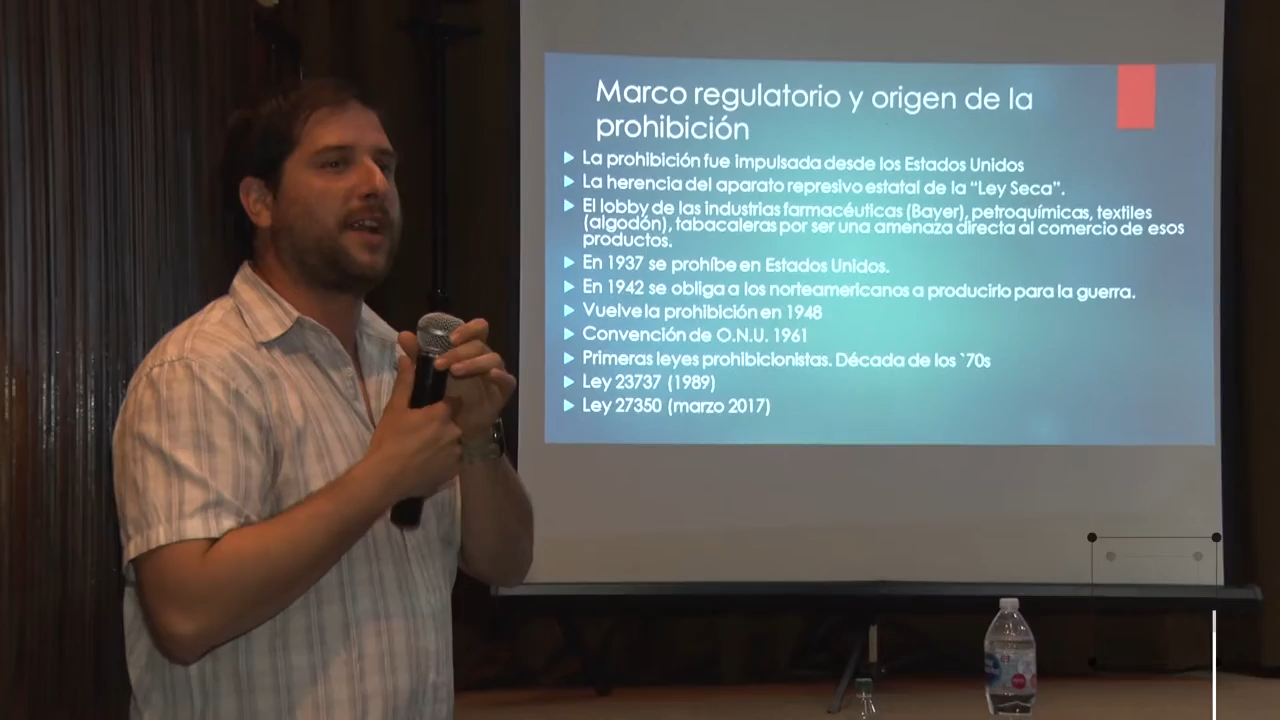 Marco regulatorio y origen de la
prohibición
La prohibición fue impulsada desde los Estados Unidos
La herencia del aparato represivo estatal de la “Ley Seca”.
El lobby de las industrias farmacéuticas (Bayer), petroquímicas, textiles
(algodón), tabacaleras por ser una amenaza directa al comercio de esos
productos.
En 1937 se prohíbe en Estados Unidos.
En 1942 se obliga a los norteamericanos a producirlo para la guerra.
Vuelve la prohibición en 1948
Convención de O.N.U. 1961
Primeras leyes prohibicionistas. Década de los `70s
Ley 23737 (1989)
Ley 27350 (marzo 2017)